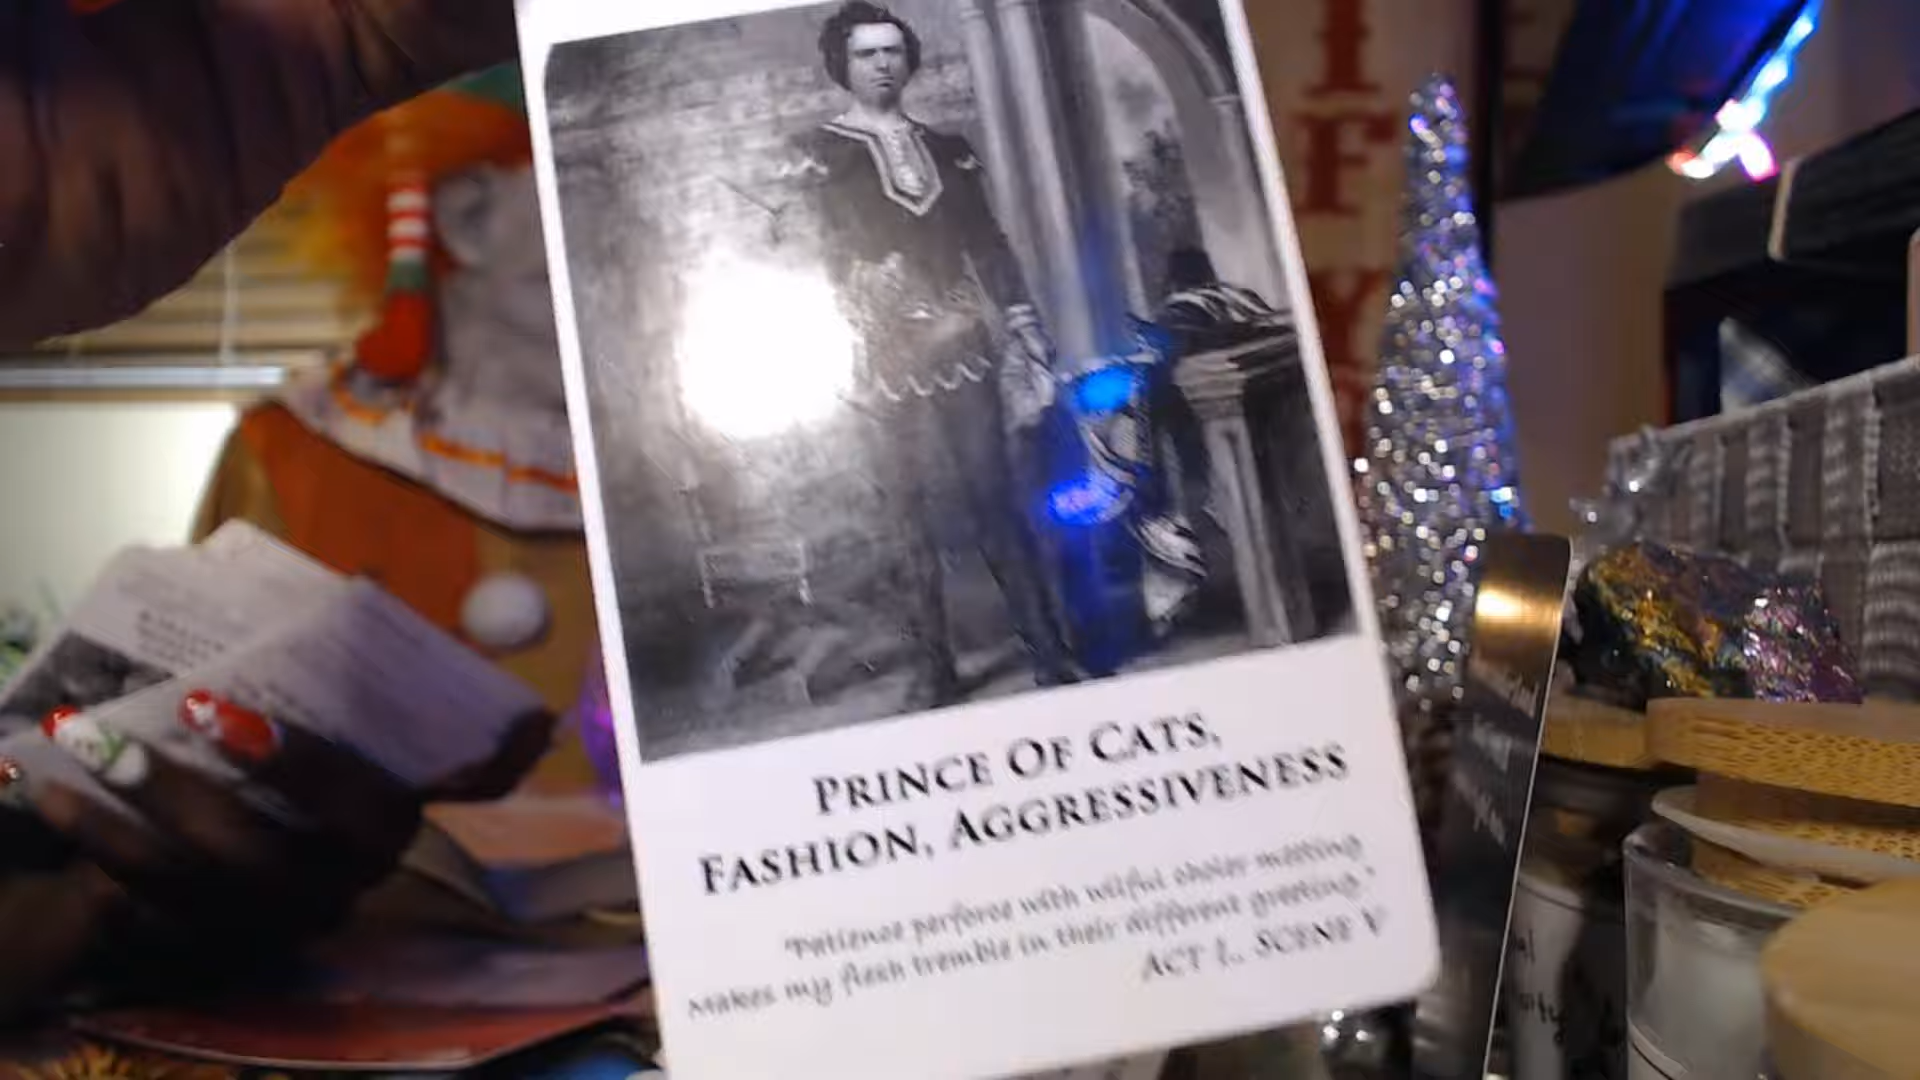 PRINCE OF CATS,
FASHION, AGGRESSIVENESS
"Patience perforce with wilful choler meeting
Makes my flesh tremble in their different greeting."
ACT I., SCENE V
I
F
Y